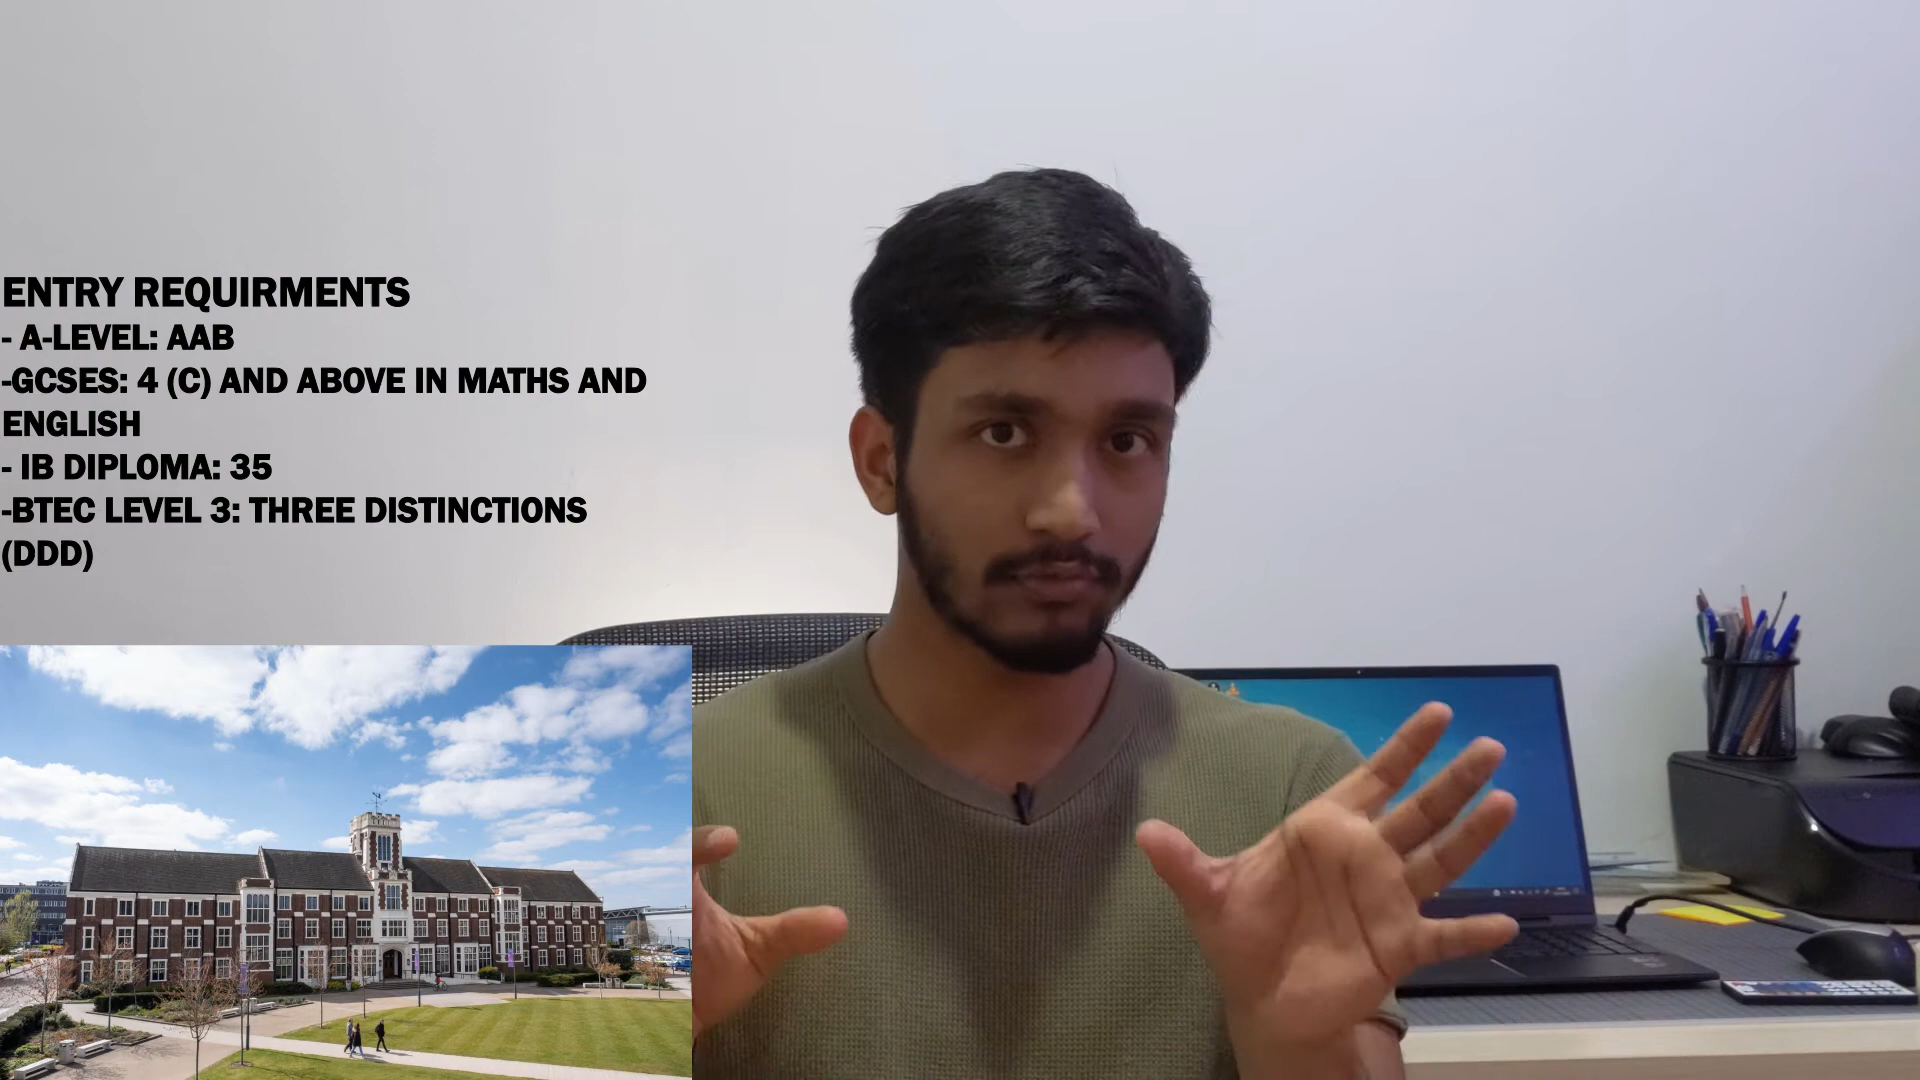 ENTRY REQUIRMENTS
- A-LEVEL: AAB
-GCSES: 4 (C) AND ABOVE IN MATHS AND
ENGLISH
- IB DIPLOMA: 35
-BTEC LEVEL 3: THREE DISTINCTIONS
(DDD)